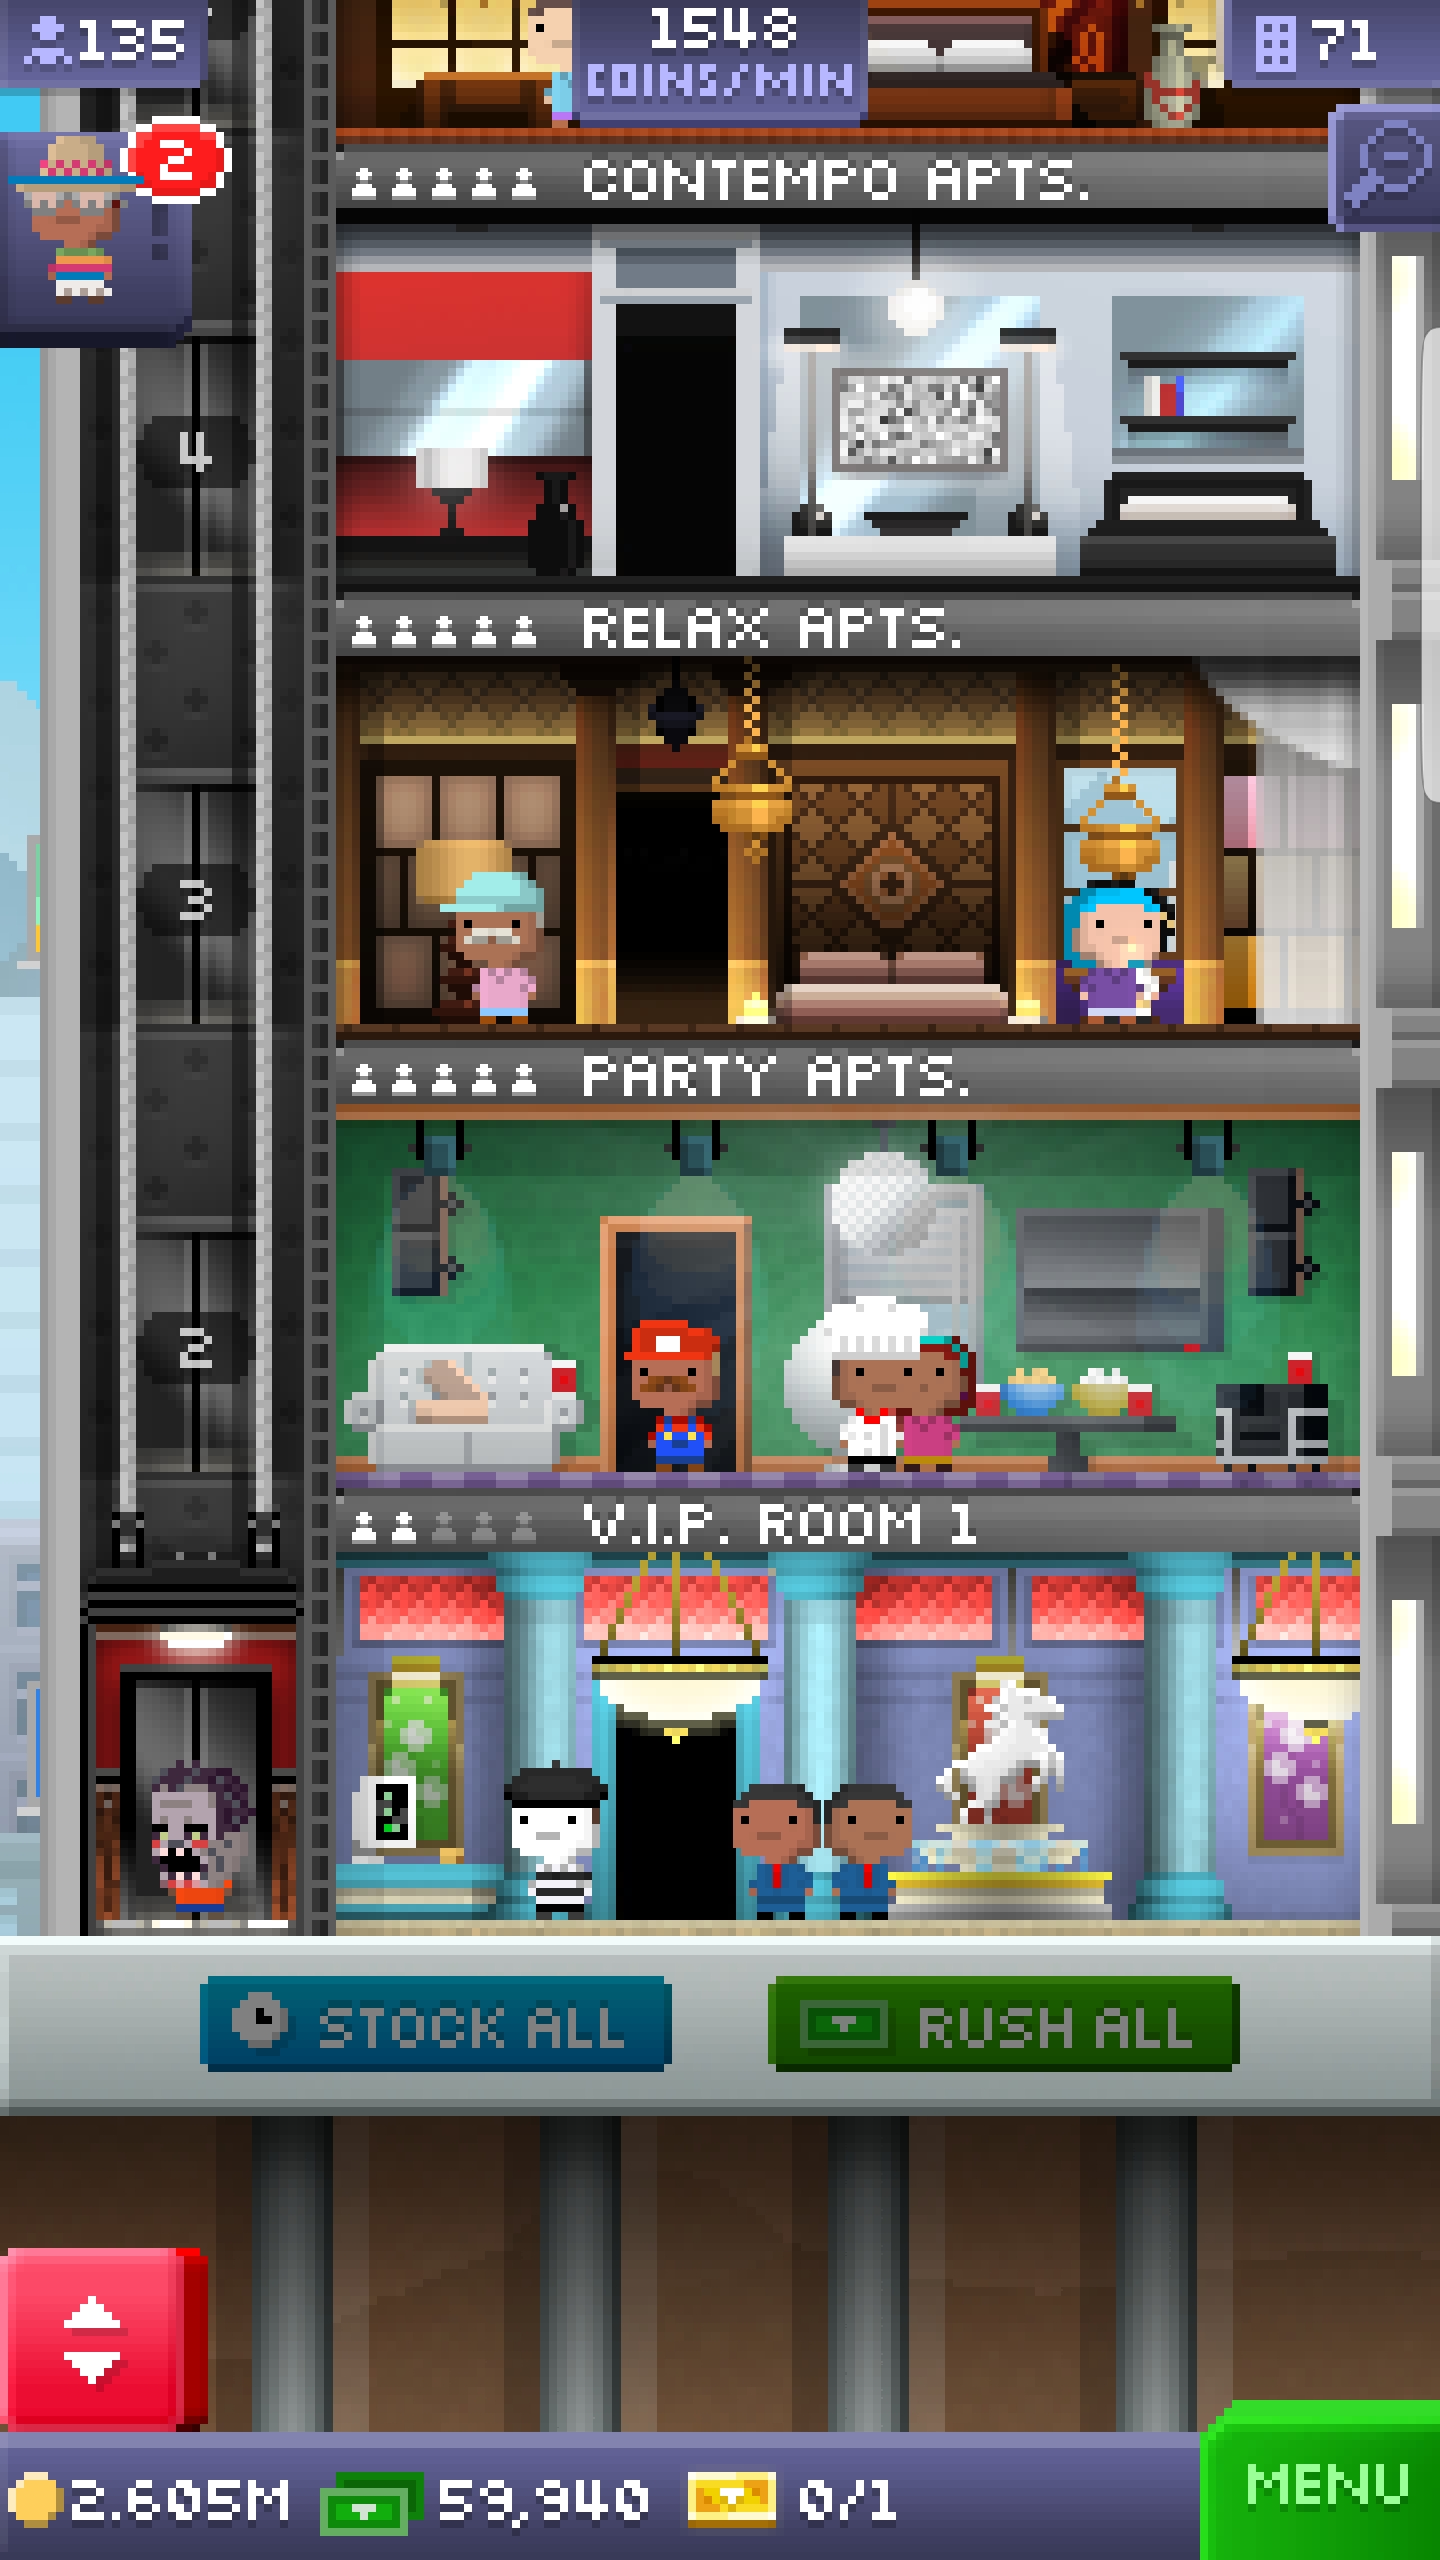 135
1548
COINS/MIN
71
2
CONTEMPO APTS.
4
RELAX APTS.
3
PARTY APTS.
2
V.I.P. ROOM 1
STOCK ALL
RUSH ALL
2.605M
59,940
0/1
MENU